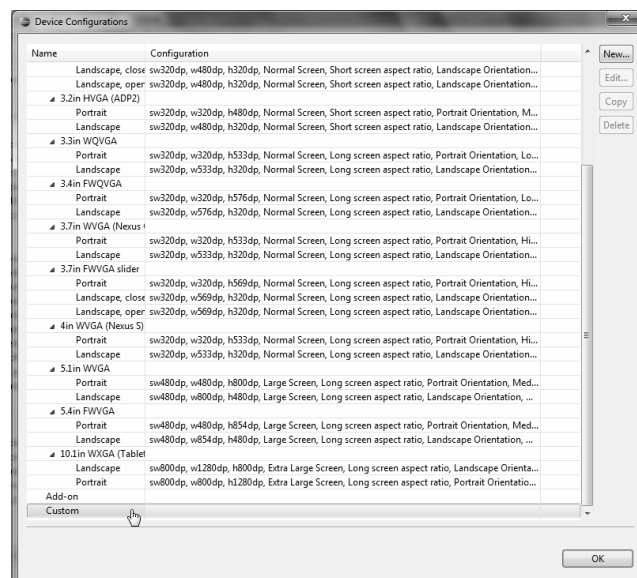 Device Configurations
Name Configuration
Landscape, close sw320dp, w480dp, h320dp, Normal Screen, Short screen aspect ratio, Landscape Orientation...
Landscape, open sw320dp, w480dp, h320dp, Normal Screen, Short screen aspect ratio, Landscape Orientation...
3.2in HVGA (ADP2)
Portrait sw320dp, w320dp, h480dp, Normal Screen, Short screen aspect ratio, Portrait Orientation, M...
Landscape sw320dp, w480dp, h320dp, Normal Screen, Short screen aspect ratio, Landscape Orientation...
3.3in WQVGA
Portrait sw320dp, w320dp, h533dp, Normal Screen, Long screen aspect ratio, Portrait Orientation, Lo...
Landscape sw320dp, w533dp, h320dp, Normal Screen, Long screen aspect ratio, Landscape Orientation...
3.4in FWQVGA
Portrait sw320dp, w320dp, h576dp, Normal Screen, Long screen aspect ratio, Portrait Orientation, Lo...
Landscape sw320dp, w576dp, h320dp, Normal Screen, Long screen aspect ratio, Landscape Orientation...
3.7in WVGA (Nexus
Portrait sw320dp, w320dp, h533dp, Normal Screen, Long screen aspect ratio, Portrait Orientation, Hi...
Landscape sw320dp, w533dp, h320dp, Normal Screen, Long screen aspect ratio, Landscape Orientation...
3.7in FWVGA slider
Portrait sw320dp, w320dp, h569dp, Normal Screen, Long screen aspect ratio, Portrait Orientation, Hi...
Landscape, close sw320dp, w569dp, h320dp, Normal Screen, Long screen aspect ratio, Landscape Orientation...
Landscape, open sw320dp, w569dp, h320dp, Normal Screen, Long screen aspect ratio, Landscape Orientation...
4in WVGA (Nexus S)
Portrait sw320dp, w320dp, h533dp, Normal Screen, Long screen aspect ratio, Portrait Orientation, Hi...
Landscape sw320dp, w533dp, h320dp, Normal Screen, Long screen aspect ratio, Landscape Orientation...
5.1in WVGA
Portrait sw480dp, w480dp, h800dp, Large Screen, Long screen aspect ratio, Portrait Orientation, Med...
Landscape sw480dp, w800dp, h480dp, Large Screen, Long screen aspect ratio, Landscape Orientation, ...
5.4in FWVGA
Portrait sw480dp, w480dp, h854dp, Large Screen, Long screen aspect ratio, Portrait Orientation, Med...
Landscape sw480dp, w854dp, h480dp, Large Screen, Long screen aspect ratio, Landscape Orientation, ...
10.1in WXGA (Tablet
Landscape sw800dp, w1280dp, h800dp, Extra Large Screen, Long screen aspect ratio, Landscape Orienta...
Portrait sw800dp, w800dp, h1280dp, Extra Large Screen, Long screen aspect ratio, Portrait Orientatio...
Add-on
Custom
New...
Edit...
Copy
Delete
OK